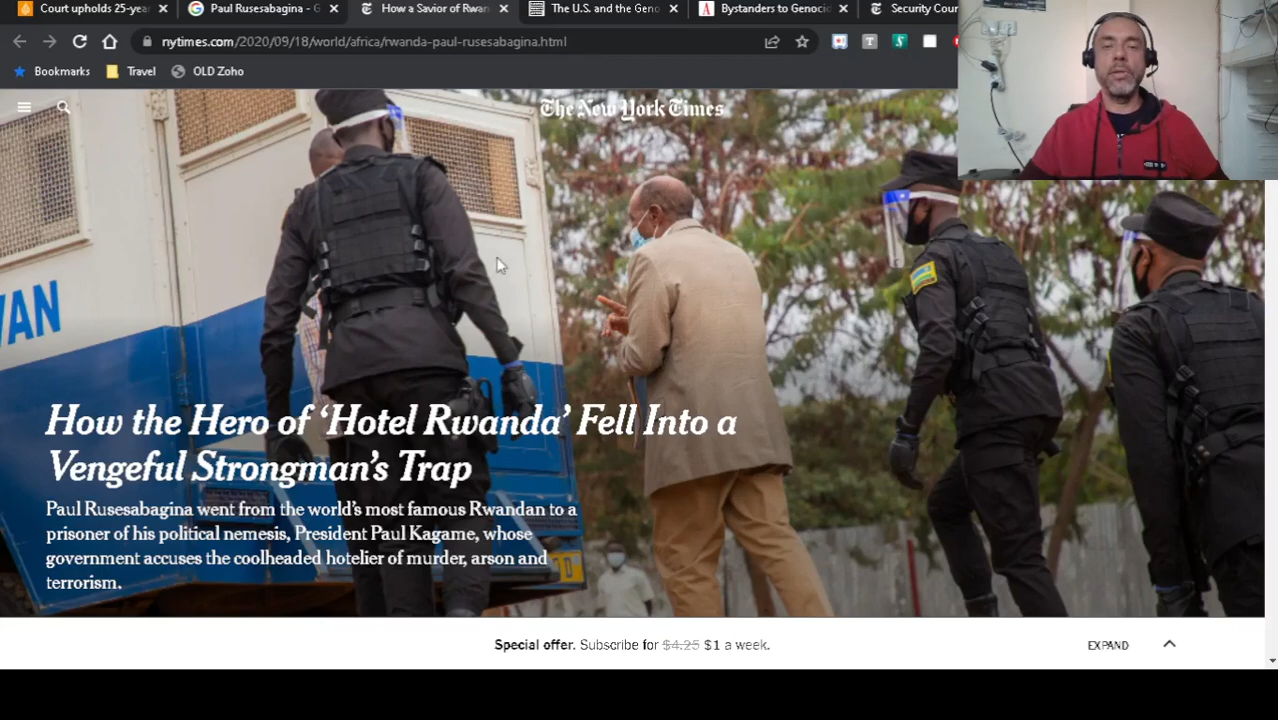 Court upholds 25-yea
Paul Rusesabagina - G
How a Savior of Rwan
The U.S. and the Geno
Bystanders to Genocid
Security Cour
nytimes.com/2020/09/18/world/africa/rwanda-paul-rusesabagina.html
Bookmarks
Travel
OLD Zoho
The New York Times
VAN
How the Hero of ‘Hotel Rwanda’ Fell Into a
Vengeful Strongman’s Trap
Paul Rusesabagina went from the world’s most famous Rwandan to a
prisoner of his political nemesis, President Paul Kagame, whose
government accuses the coolheaded hotelier of murder, arson and
terrorism.
Special offer. Subscribe for $4.25 $1 a week.
EXPAND